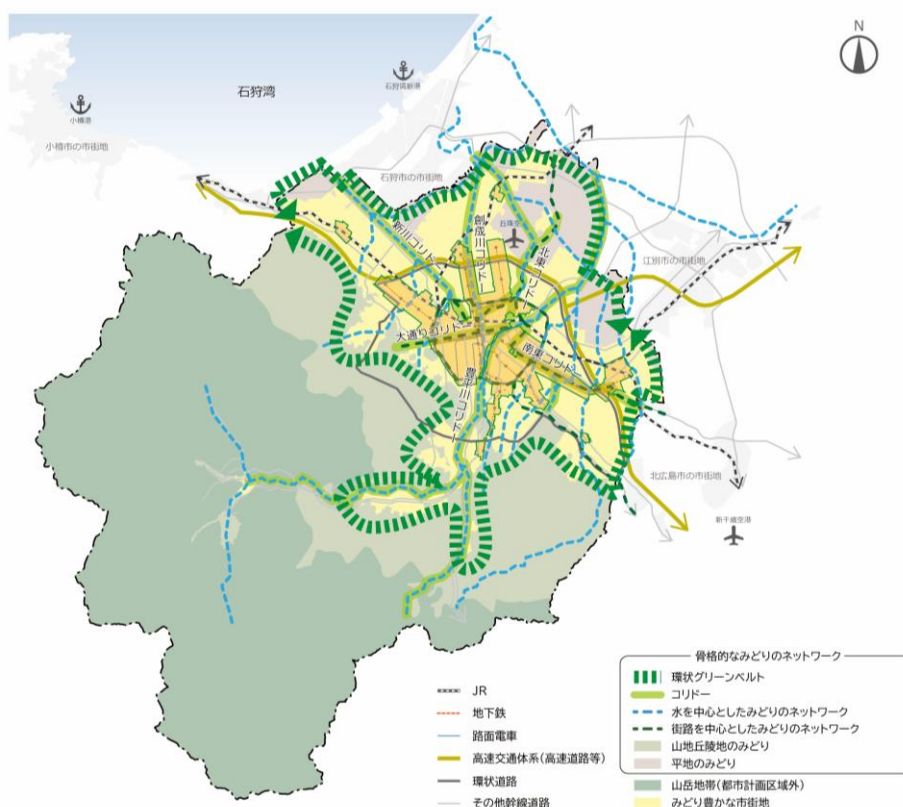 N
石狩湾
石狩湾新港
小樽港
小樽市の市街地
石狩市の市街地
創成川コリドー
新川コリドー
丘珠空港
北東コリドー
江別市の市街地
大通りコリドー
南東コリドー
豊平川コリドー
北広島市の市街地
新千歳空港
JR
地下鉄
路面電車
高速交通体系(高速道路等)
環状道路
その他幹線道路
骨格的なみどりのネットワーク
環状グリーンベルト
コリドー
水を中心としたみどりのネットワーク
街路を中心としたみどりのネットワーク
山地丘陵地のみどり
平地のみどり
山岳地帯(都市計画区域外)
みどり豊かな市街地